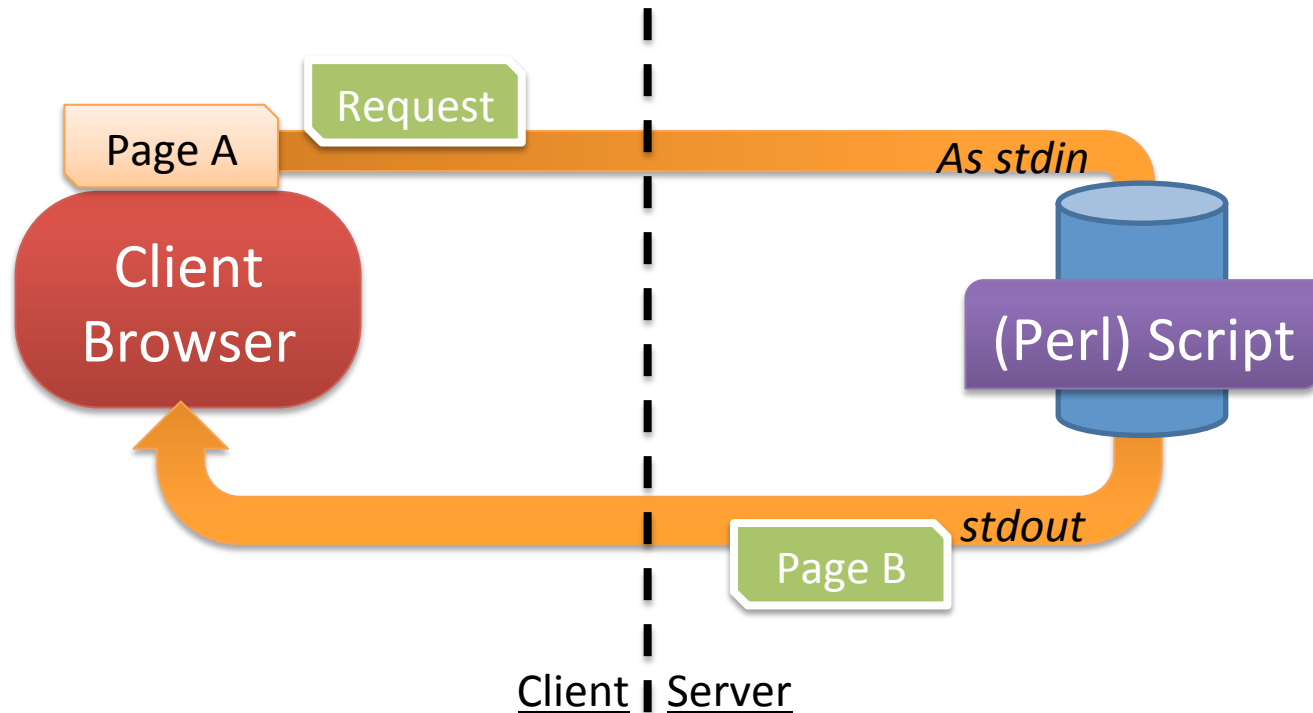 Request
Page A
As stdin
Client
Browser
(Perl) Script
stdout
Page B
Client
Server